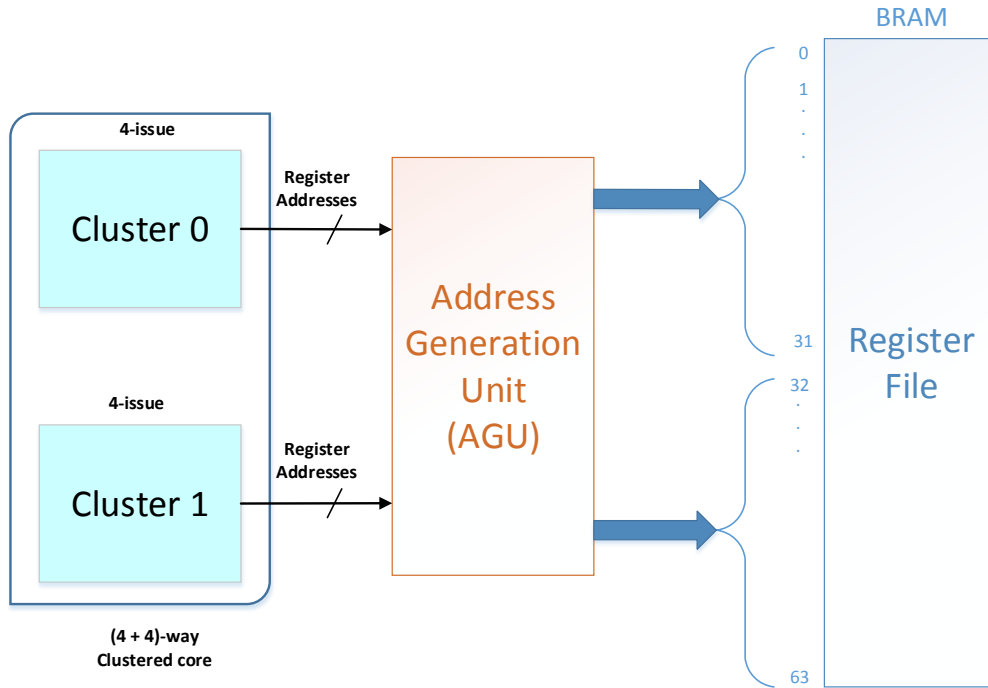 BRAM
0
1
.
.
.
31
32
.
.
.
63
Register
File
4-issue
Cluster 0
Register
Addresses
4-issue
Cluster 1
Register
Addresses
Address
Generation
Unit
(AGU)
(4 + 4)-way
Clustered core